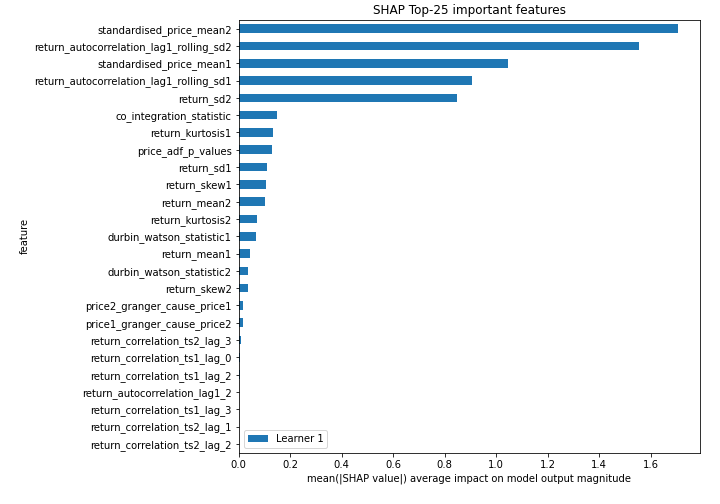 SHAP Top-25 important features
standardised_price_mean2
return_autocorrelation_lag1_rolling_sd2
standardised_price_mean1
return_autocorrelation_lag1_rolling_sd1
return_sd2
co_integration_statistic
return_kurtosis1
price_adf_p_values
return_sd1
return_skew1
return_mean2
return_kurtosis2
durbin_watson_statistic1
return_mean1
durbin_watson_statistic2
return_skew2
price2_granger_cause_price1
price1_granger_cause_price2
return_correlation_ts2_lag_3
return_correlation_ts1_lag_0
return_correlation_ts1_lag_2
return_autocorrelation_lag1_2
return_correlation_ts1_lag_3
return_correlation_ts2_lag_1
return_correlation_ts2_lag_2
feature
Learner 1
0.0 0.2 0.4 0.6 0.8 1.0 1.2 1.4 1.6
mean(|SHAP value|) average impact on model output magnitude